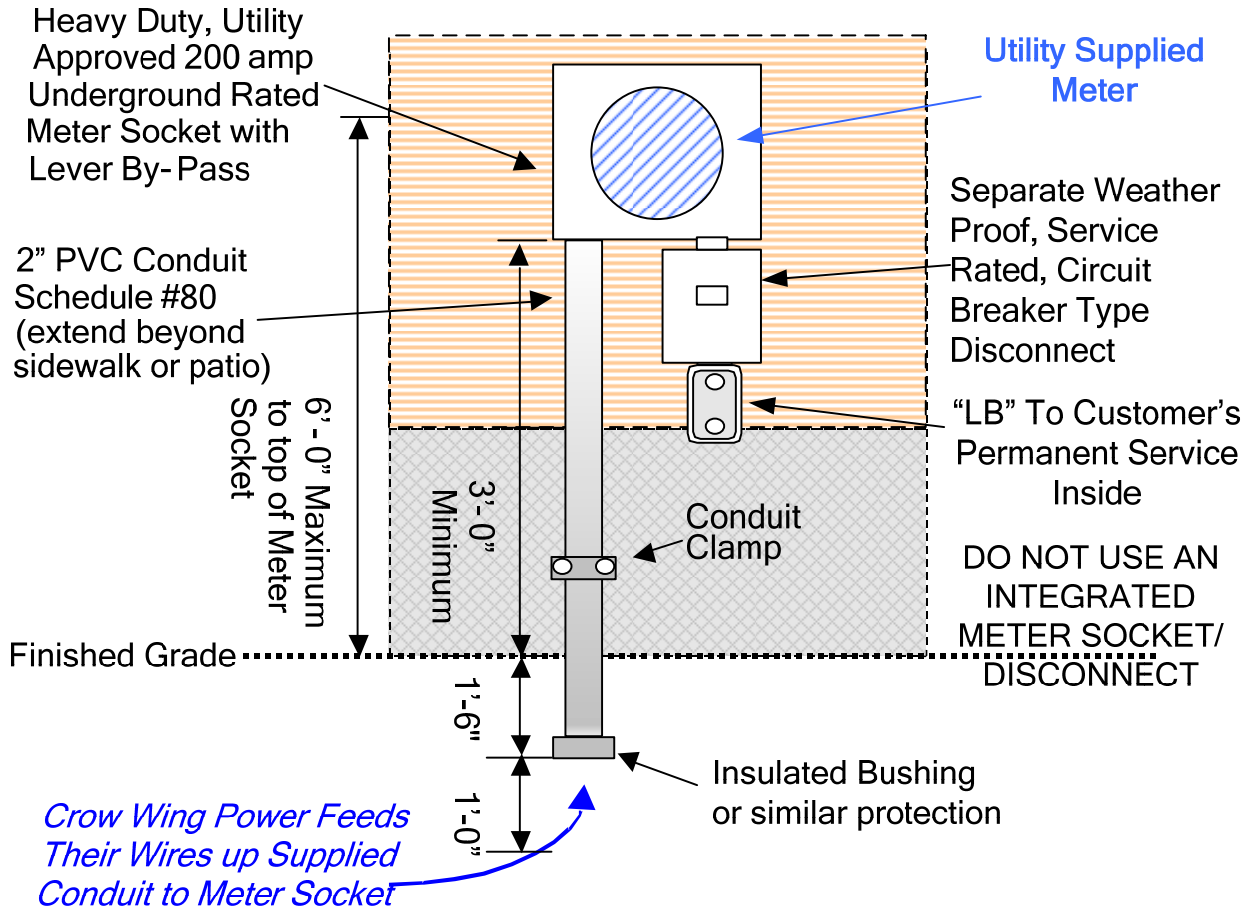 Heavy Duty, Utility
Approved 200 amp
Underground Rated
Meter Socket with
Lever By-Pass
Utility Supplied
Meter
Separate Weather
Proof, Service
Rated, Circuit
Breaker Type
Disconnect
2” PVC Conduit
Schedule #80
(extend beyond
sidewalk or patio)
6’-0” Maximum
to top of Meter
Socket
3’-0”
Minimum
“LB” To Customer’s
Permanent Service
Inside
Conduit
Clamp
DO NOT USE AN
INTEGRATED
METER SOCKET/
DISCONNECT
Finished Grade
1’-6"
1’-0”
Insulated Bushing
or similar protection
Crow Wing Power Feeds
Their Wires up Supplied
Conduit to Meter Socket